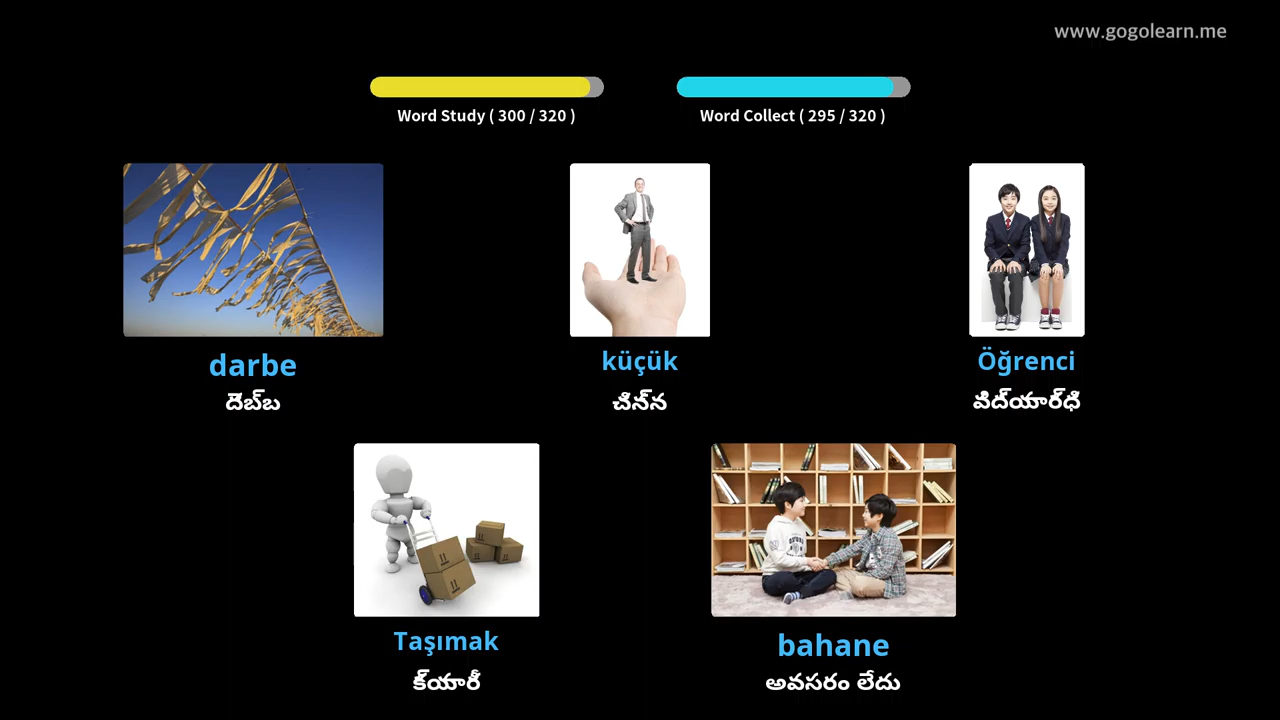 www.gogolearn.me
Word Study ( 300 / 320 )
Word Collect ( 295 / 320 )
darbe
దెబ్బ
küçük
చిన్న
Öğrenci
విద్యార్ధి
Taşımak
క్యారీ
bahane
అవసరం లేదు